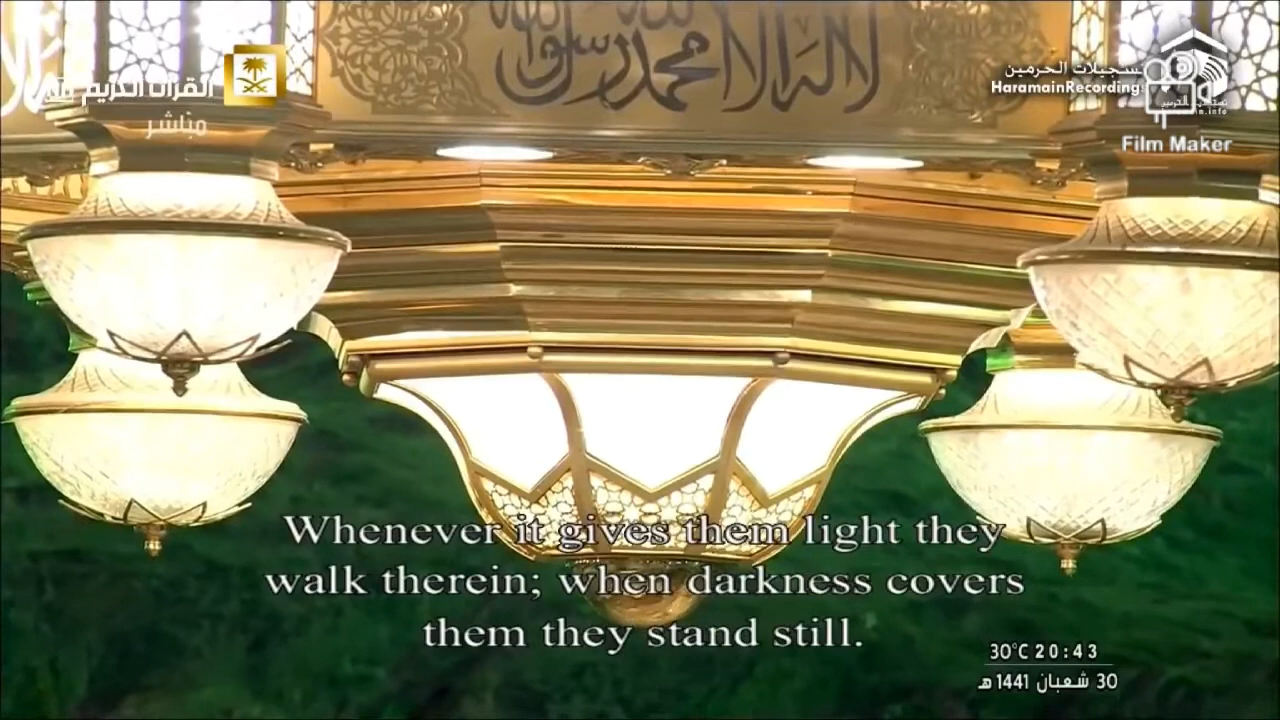 لا إله إلا الله محمد رسول الله
القرآن الكريم
مباشر
تسجيلات الحرمين
HaramainRecordings
Film Maker
Whenever it gives them light they
walk therein; when darkness covers
them they stand still.
30°C 20:43
30 شعبان 1441 هـ